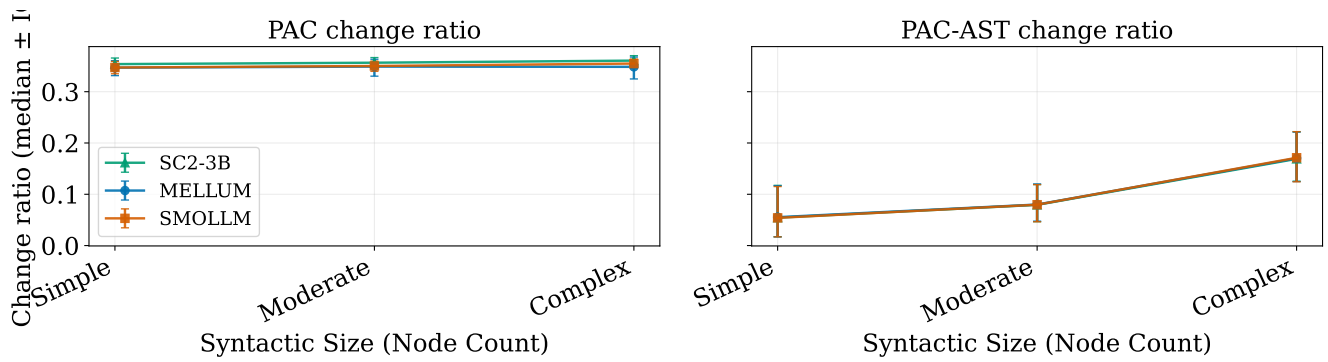 PAC change ratio
PAC-AST change ratio
Change ratio (median ±
0.3
0.2
0.1
0.0
SC2-3B
MELLUM
SMOLLM
Simple
Moderate
Complex
Simple
Moderate
Complex
Syntactic Size (Node Count)
Syntactic Size (Node Count)